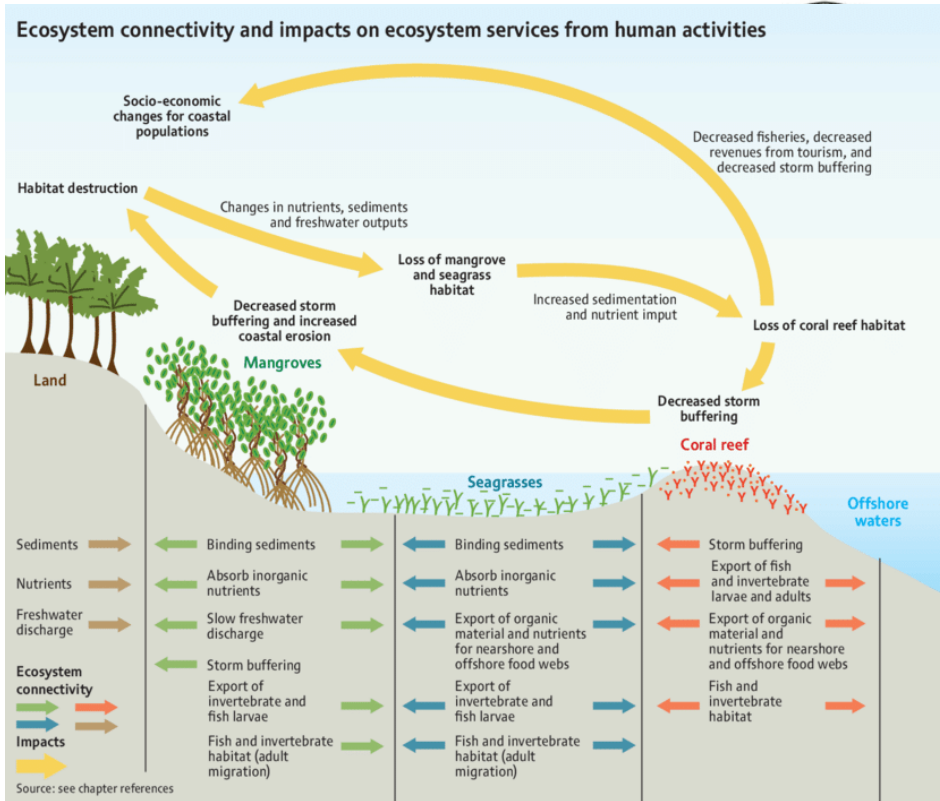 Ecosystem connectivity and impacts on ecosystem services from human activities
Socio-economic
changes for coastal
populations
Decreased fisheries, decreased
revenues from tourism, and
decreased storm buffering
Habitat destruction
Changes in nutrients, sediments
and freshwater outputs
Loss of mangrove
and seagrass
habitat
Increased sedimentation
and nutrient imput
Loss of coral reef habitat
Decreased storm
buffering and increased
coastal erosion
Mangroves
Land
Decreased storm
buffering
Coral reef
Seagrasses
Offshore
waters
Sediments
Nutrients
Freshwater
discharge
Binding sediments
Absorb inorganic
nutrients
Slow freshwater
discharge
Storm buffering
Export of
invertebrate and
fish larvae
Fish and invertebrate
habitat (adult
migration)
Binding sediments
Absorb inorganic
nutrients
Export of organic
material and nutrients
for nearshore and
offshore food webs
Export of
invertebrate and
fish larvae
Fish and invertebrate
habitat (adult
migration)
Storm buffering
Export of fish
and invertebrate
larvae and adults
Export of organic
material and
nutrients for nearshore
and offshore food webs
Fish and
invertebrate
habitat
Ecosystem
connectivity
Impacts
Source: see chapter references